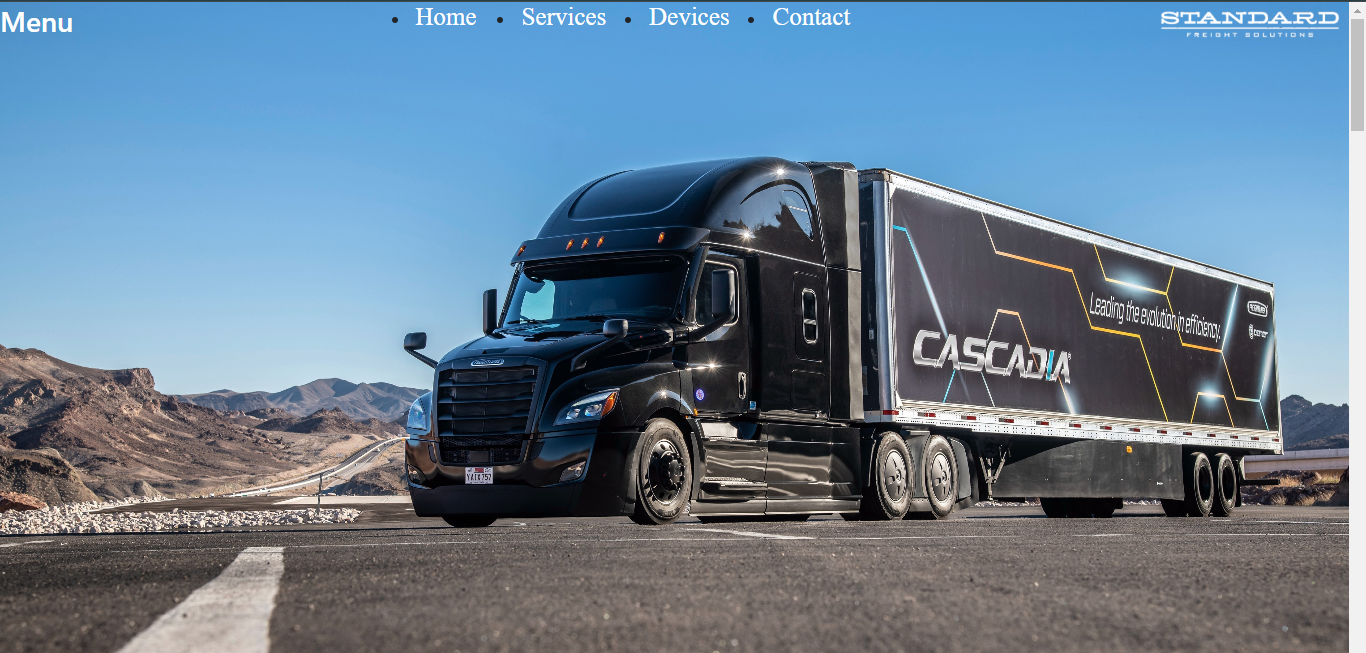 Menu
Home
Services
Devices
Contact
STANDARD
FREIGHT SOLUTIONS
Leading the evolution in efficiency.
CASCADIA